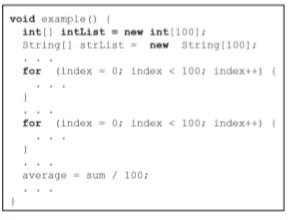 void example() {
int[] intList = new int[100];
String[] strList = new String[100];
. . .
for (index = 0; index < 100; index++) {
. . .
}
. . .
for (index = 0; index < 100; index++) {
. . .
}
. . .
average = sum / 100;
. . .
}